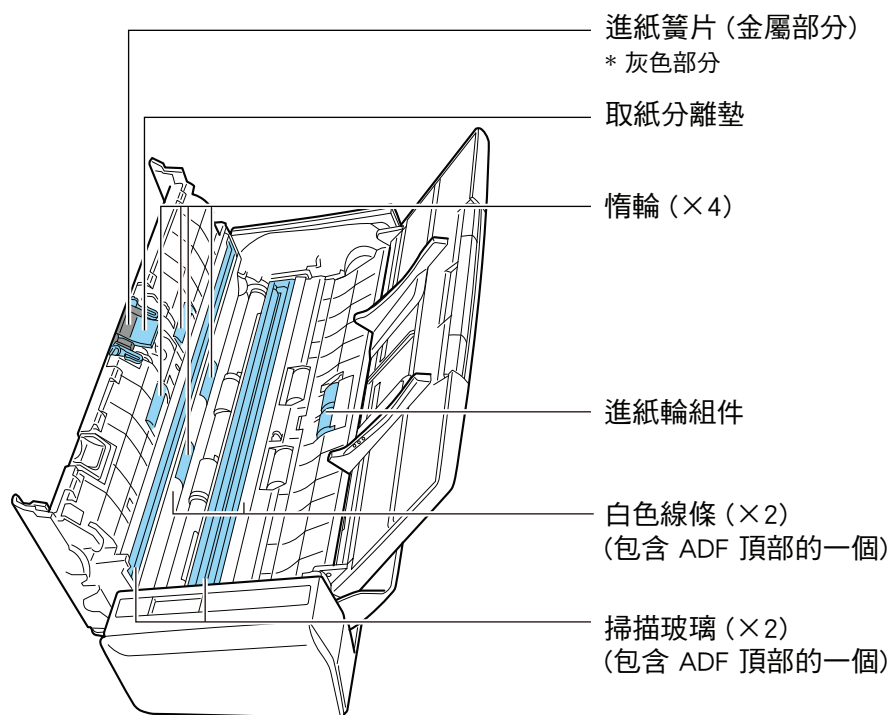 進紙簧片 (金屬部分)
* 灰色部分
取紙分離墊
惰輪 (×4)
進紙輪組件
白色線條 (×2)
(包含 ADF 頂部的一個)
掃描玻璃 (×2)
(包含 ADF 頂部的一個)